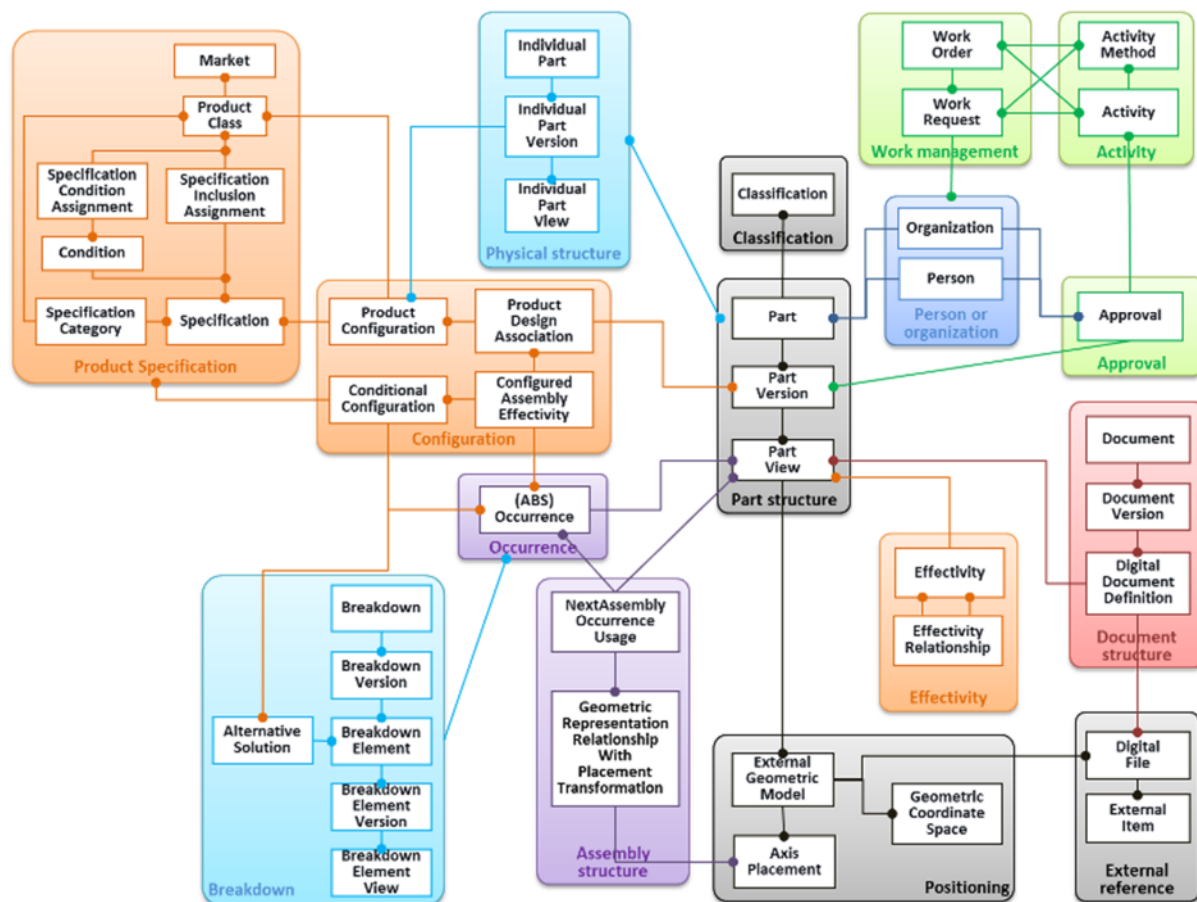 Market
Product
Class
Specification
Condition
Assignment
Specification
Inclusion
Assignment
Condition
Specification
Category
Specification
Product Specification
Individual
Part
Individual
Part
Version
Individual
Part View
Physical structure
Work
Order
Work
Request
Work management
Activity
Method
Activity
Activity
Classification
Classification
Organization
Person
Person or
organization
Approval
Approval
Product
Configuration
Product
Design
Association
Conditional
Configuration
Configured
Assembly
Effectivity
Configuration
Part
Part
Version
Part
View
Part structure
(ABS)
Occurrence
Occurrence
Document
Document
Version
Digital
Document
Definition
Document
structure
Effectivity
Effectivity
Relationship
Effectivity
Breakdown
Breakdown
Version
Alternative
Solution
Breakdown
Element
Breakdown
Element
Version
Breakdown
Element
View
Breakdown
NextAssembly
Occurrence
Usage
Geometric
Representation
Relationship
With
Placement
Transformation
Assembly
structure
External
Geometric
Model
Geometric
Coordinate
Space
Axis
Placement
Positioning
Digital
File
External
Item
External
reference